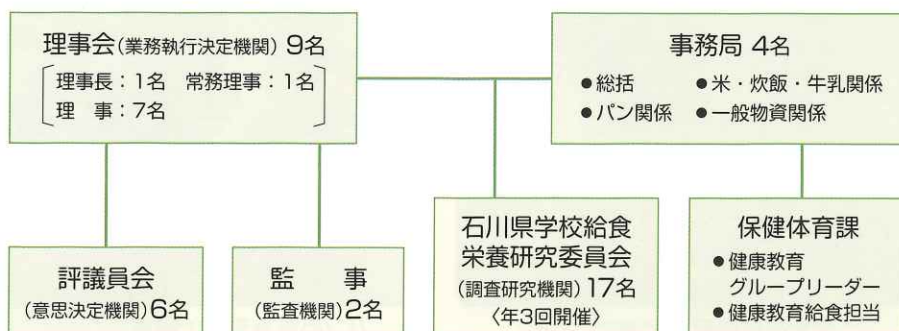 理事会(業務執行決定機関) 9名
理事長:1名 常務理事:1名
理 事:7名
事務局 4名
●総括 ●米・炊飯・牛乳関係
●パン関係 ●一般物資関係
評議員会
(意思決定機関)6名
監 事
(監査機関)2名
石川県学校給食
栄養研究委員会
(調査研究機関)17名
〈年3回開催〉
保健体育課
●健康教育
グループリーダー
●健康教育給食担当